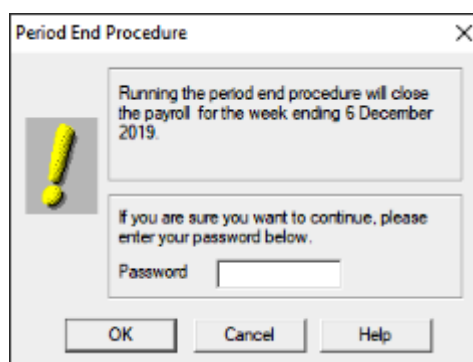 Period End Procedure
Running the period end procedure will close
the payroll for the week ending 6 December
2019.
If you are sure you want to continue, please
enter your password below.
Password
OK Cancel Help